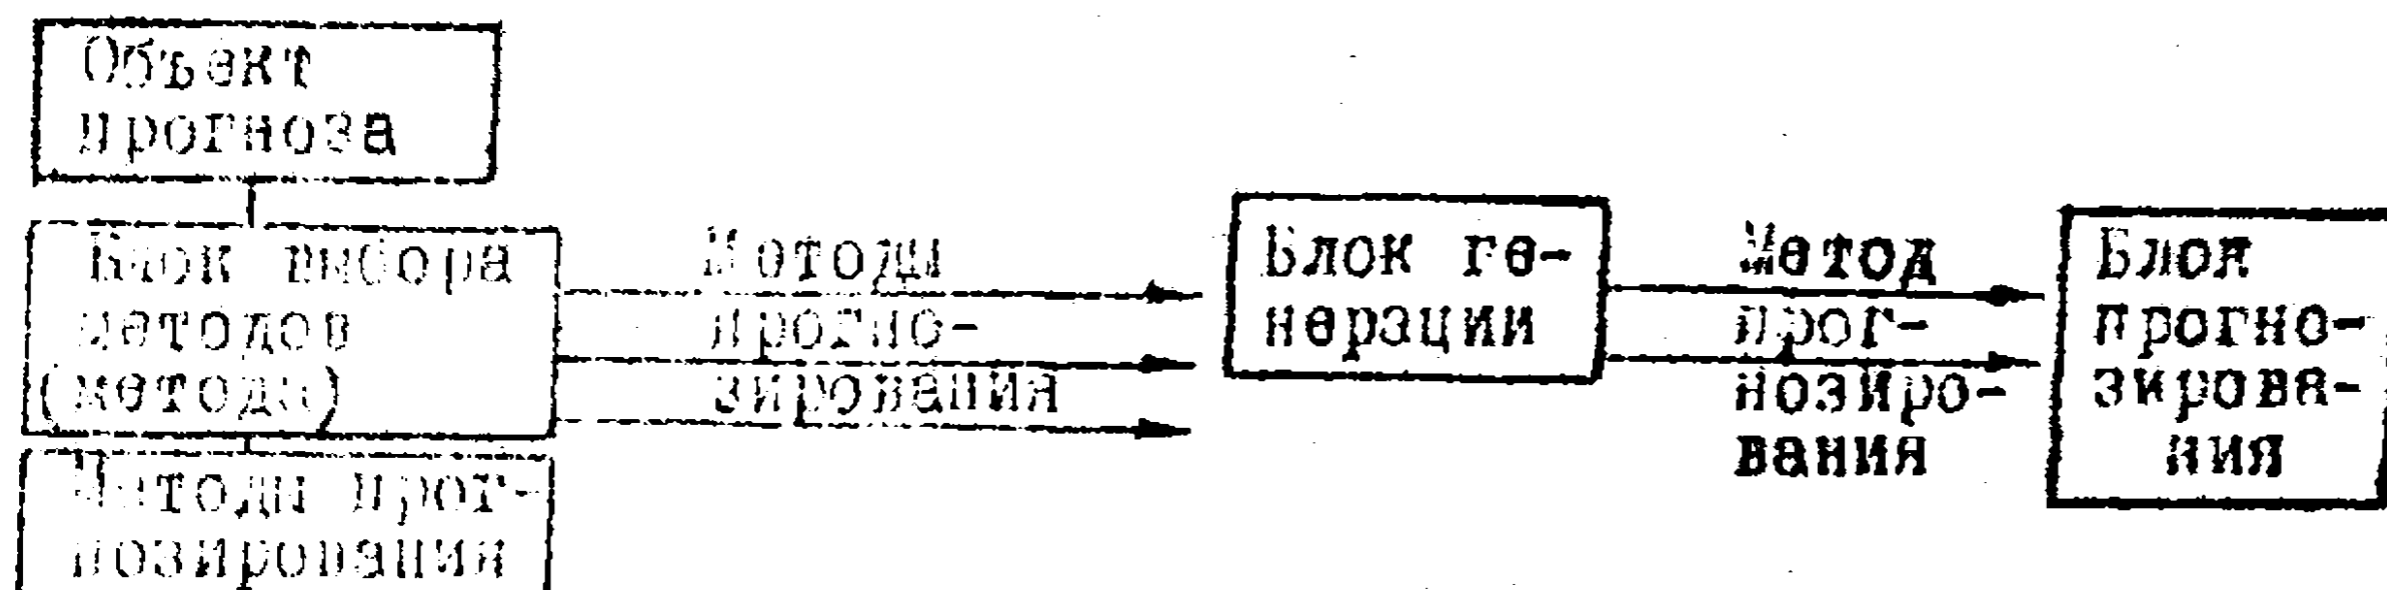 Объект
прогноза
Блок выбора
методов
(метода)
Методы прог-
нозирования
Методы
прогно-
зирования
Блок ге-
нерации
Метод
прог-
нозиро-
вания
Блок
прогно-
зирова-
ния